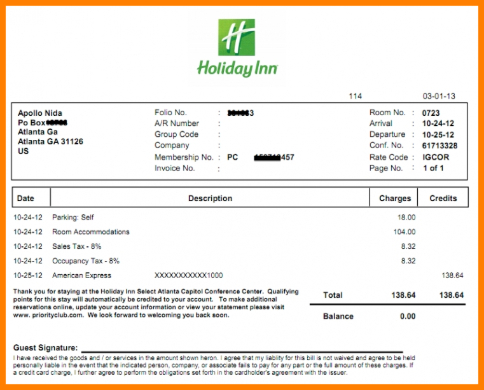 Holiday Inn
114 03-01-13
Apollo Nida Folio No. : Room No. : 0723
Po Box A/R Number : Arrival : 10-24-12
Atlanta Ga Group Code : Departure : 10-25-12
Atlanta GA 31126 Company : Conf. No. : 61713328
US Membership No. : PC 457 Rate Code : IGCOR
Invoice No. : Page No. : 1 of 1
Date Description Charges Credits
10-24-12 Parking: Self 18.00
10-24-12 Room Accommodations 104.00
10-24-12 Sales Tax - 8% 8.32
10-24-12 Occupancy Tax - 8% 8.32
10-25-12 American Express XXXXXXXXXXX1000 138.64
Thank you for staying at the Holiday Inn Select Atlanta Capitol Conference Center. Qualifying
points for this stay will automatically be credited to your account. To make additional
reservations online, update your account information or view your statement please visit
www.priorityclub.com. We look forward to welcoming you back soon.
Total 138.64 138.64
Balance 0.00
Guest Signature:
I have received the goods and / or services in the amount shown heron. I agree that my liablity for this bill is not waived and agree to be held
personally liable in the event that the indicated person, company, or associate fails to pay for any part or the full amount of these charges. If
a credit card charge, I further agree to perform the obligations set forth in the cardholder's agreement with the issuer.